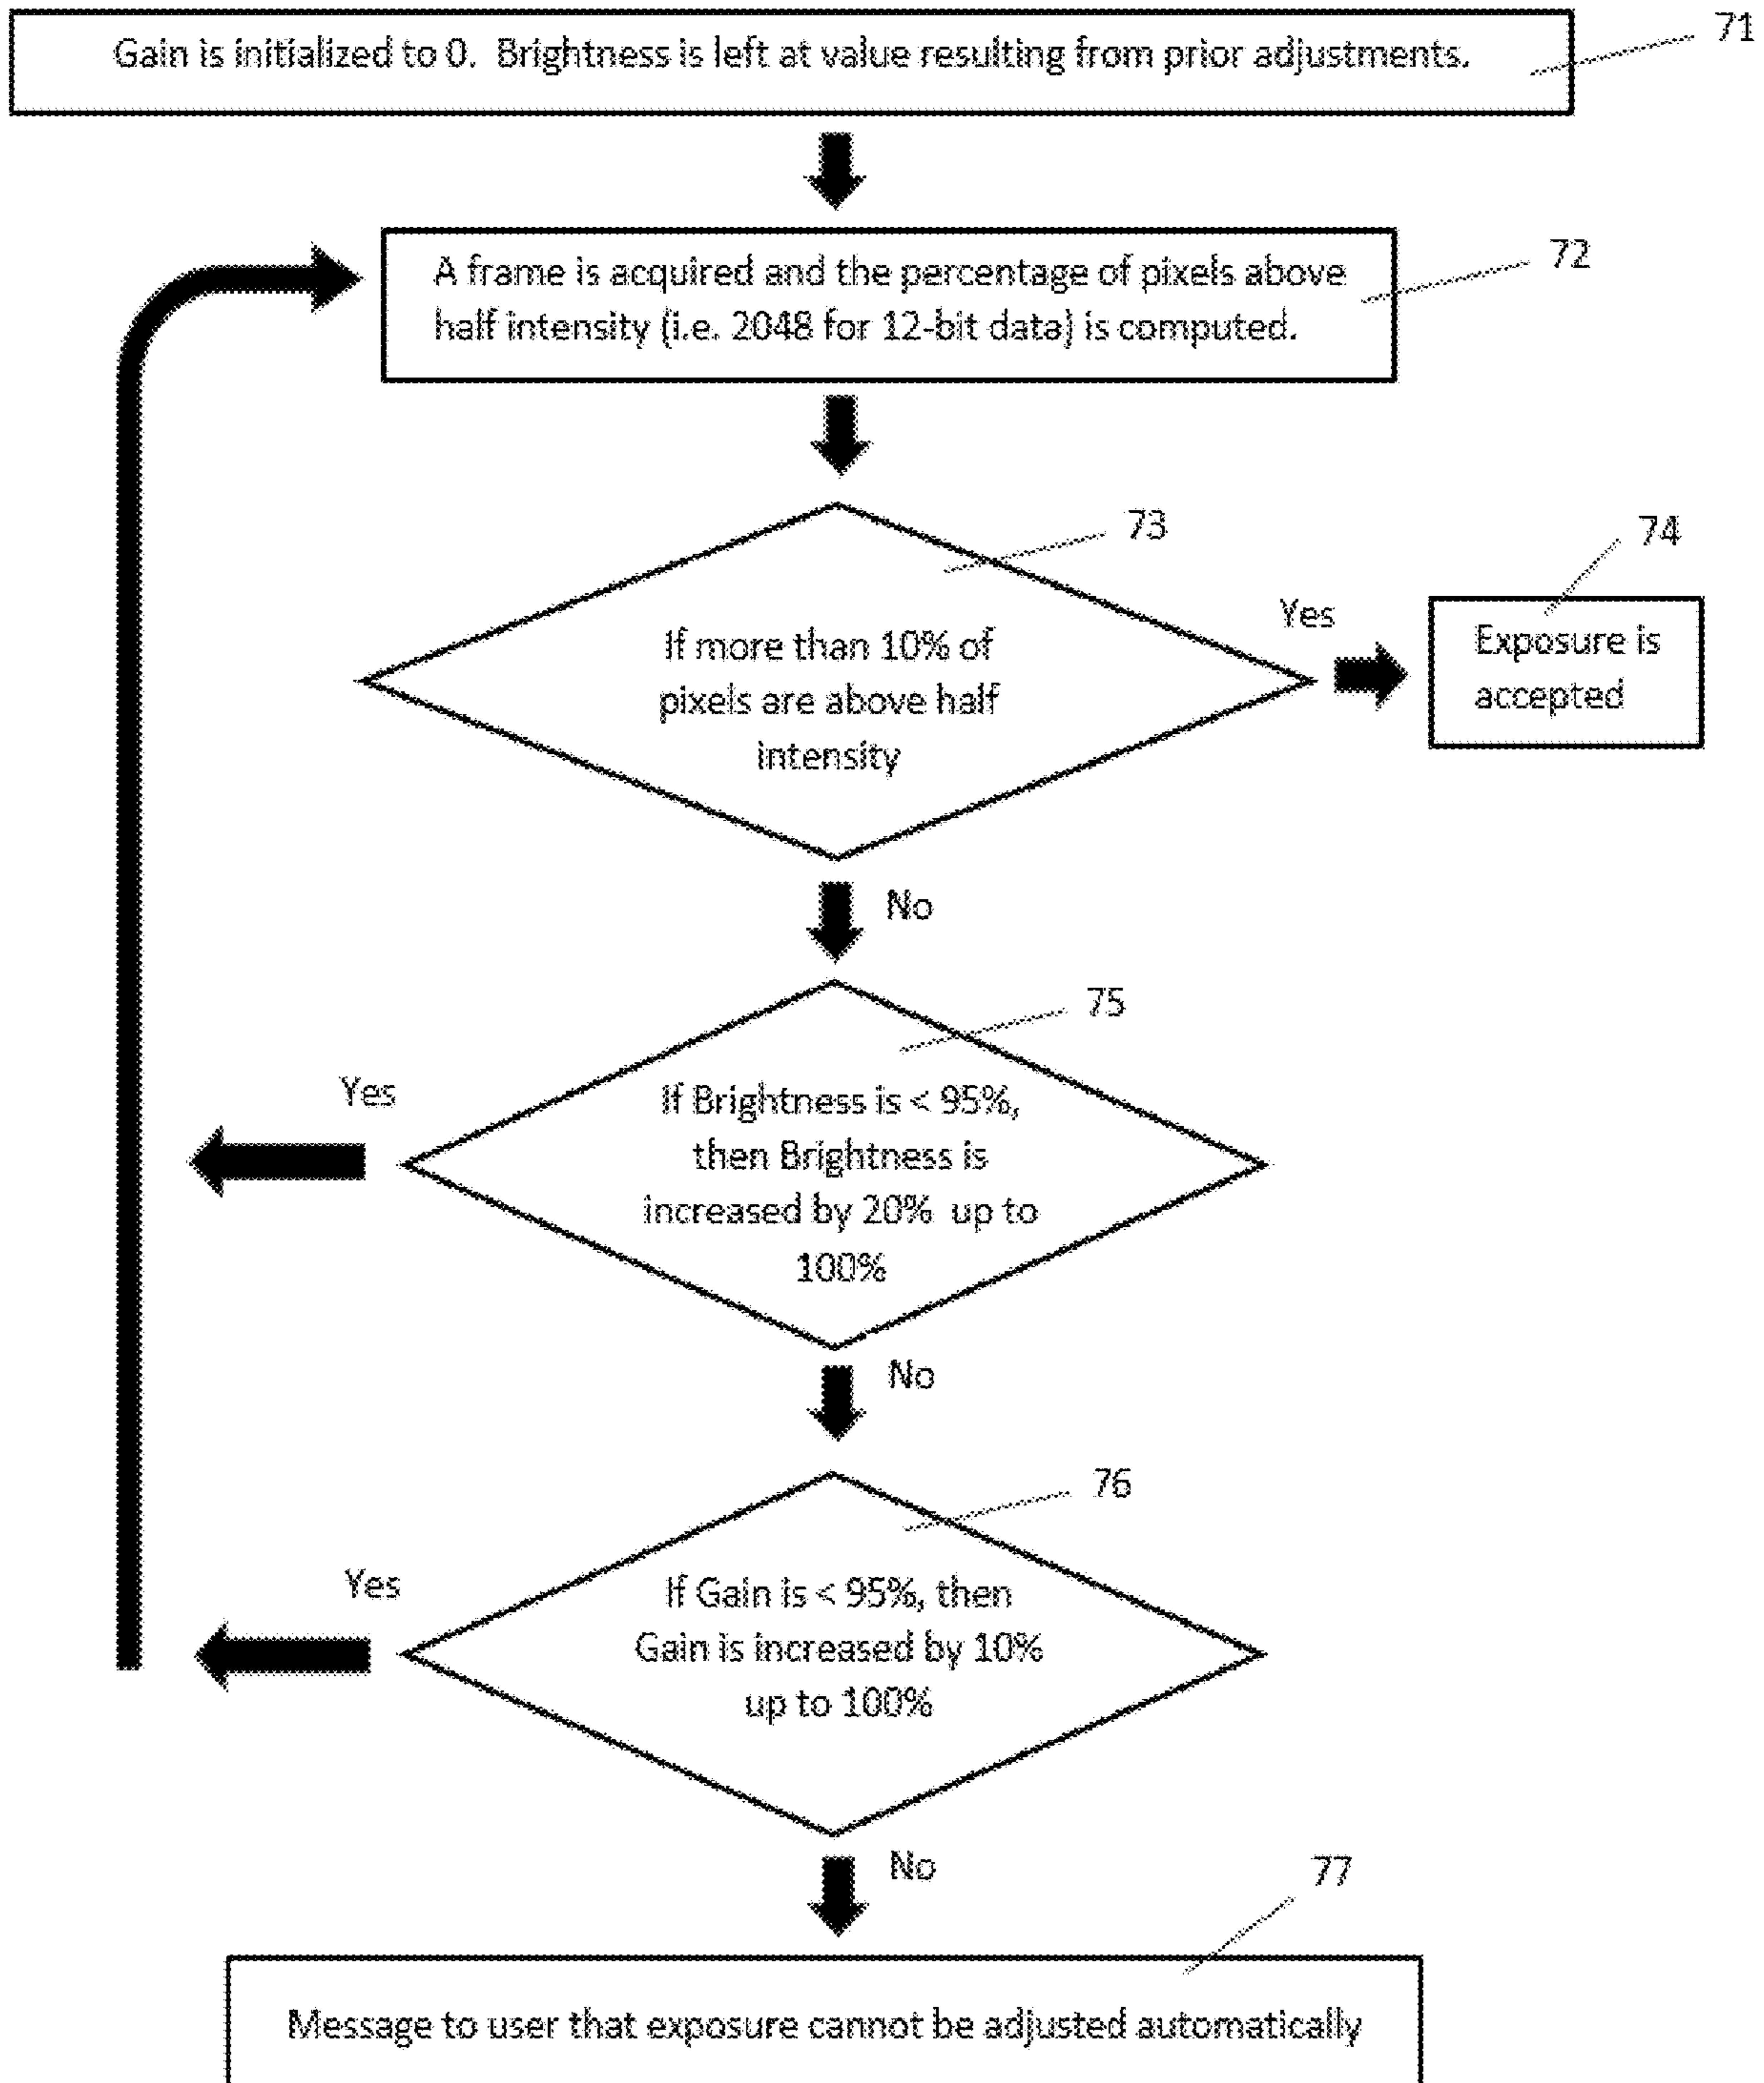 71
Gain is initialized to 0. Brightness is left at value resulting from prior adjustments.
72
A frame is acquired and the percentage of pixels above
half intensity (i.e. 2048 for 12-bit data) is computed.
73
If more than 10% of
pixels are above half
intensity
Yes
74
Exposure is
accepted
No
75
If Brightness is < 95%,
then Brightness is
increased by 20% up to
100%
Yes
No
76
If Gain is < 95%, then
Gain is increased by 10%
up to 100%
Yes
No
77
Message to user that exposure cannot be adjusted automatically